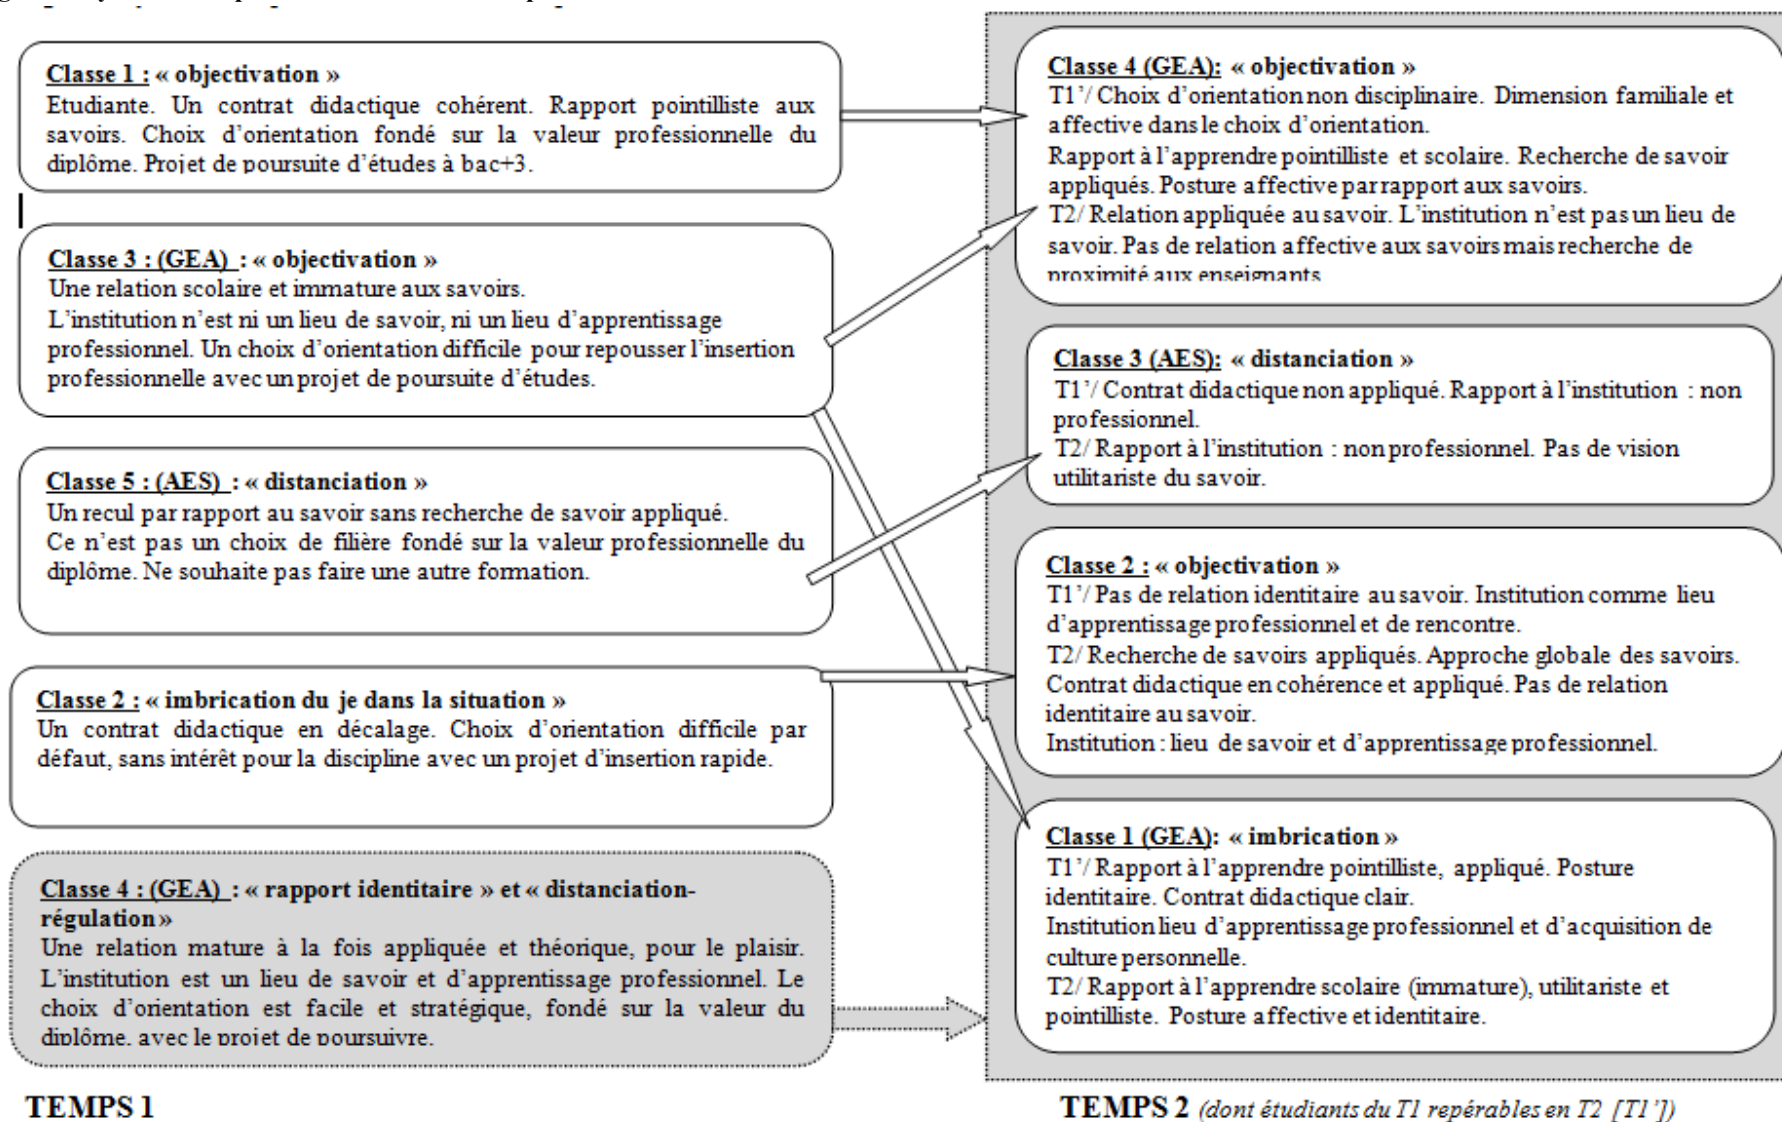 Classe 1 : « objectivation »
Etudiante. Un contrat didactique cohérent. Rapport pointilliste aux
savoirs. Choix d'orientation fondé sur la valeur professionnelle du
diplôme. Projet de poursuite d'études à bac+3.
Classe 3 : (GEA) : « objectivation »
Une relation scolaire et immature aux savoirs.
L'institution n'est ni un lieu de savoir, ni un lieu d'apprentissage
professionnel. Un choix d'orientation difficile pour repousser l'insertion
professionnelle avec un projet de poursuite d'études.
Classe 5 : (AES) : « distanciation »
Un recul par rapport au savoir sans recherche de savoir appliqué.
Ce n'est pas un choix de filière fondé sur la valeur professionnelle du
diplôme. Ne souhaite pas faire une autre formation.
Classe 2 : « imbrication du je dans la situation »
Un contrat didactique en décalage. Choix d'orientation difficile par
défaut, sans intérêt pour la discipline avec un projet d'insertion rapide.
Classe 4 : (GEA) : « rapport identitaire » et « distanciation-
régulation »
Une relation mature à la fois appliquée et théorique, pour le plaisir.
L'institution est un lieu de savoir et d'apprentissage professionnel. Le
choix d'orientation est facile et stratégique, fondé sur la valeur du
diplôme, avec le projet de poursuivre.
TEMPS 1
Classe 4 (GEA): « objectivation »
T1'/ Choix d'orientation non disciplinaire. Dimension familiale et
affective dans le choix d'orientation.
Rapport à l'apprendre pointilliste et scolaire. Recherche de savoir
appliqués. Posture affective par rapport aux savoirs.
T2/ Relation appliquée au savoir. L'institution n'est pas un lieu de
savoir. Pas de relation affective aux savoirs mais recherche de
proximité aux enseignants
Classe 3 (AES): « distanciation »
T1'/ Contrat didactique non appliqué. Rapport à l'institution : non
professionnel.
T2/ Rapport à l'institution : non professionnel. Pas de vision
utilitariste du savoir.
Classe 2 : « objectivation »
T1'/ Pas de relation identitaire au savoir. Institution comme lieu
d'apprentissage professionnel et de rencontre.
T2/ Recherche de savoirs appliqués. Approche globale des savoirs.
Contrat didactique en cohérence et appliqué. Pas de relation
identitaire au savoir.
Institution : lieu de savoir et d'apprentissage professionnel.
Classe 1 (GEA): « imbrication »
T1'/ Rapport à l'apprendre pointilliste, appliqué. Posture
identitaire. Contrat didactique clair.
Institution lieu d'apprentissage professionnel et d'acquisition de
culture personnelle.
T2/ Rapport à l'apprendre scolaire (immature), utilitariste et
pointilliste. Posture affective et identitaire.
TEMPS 2 (dont étudiants du T1 repérables en T2 [T1'])